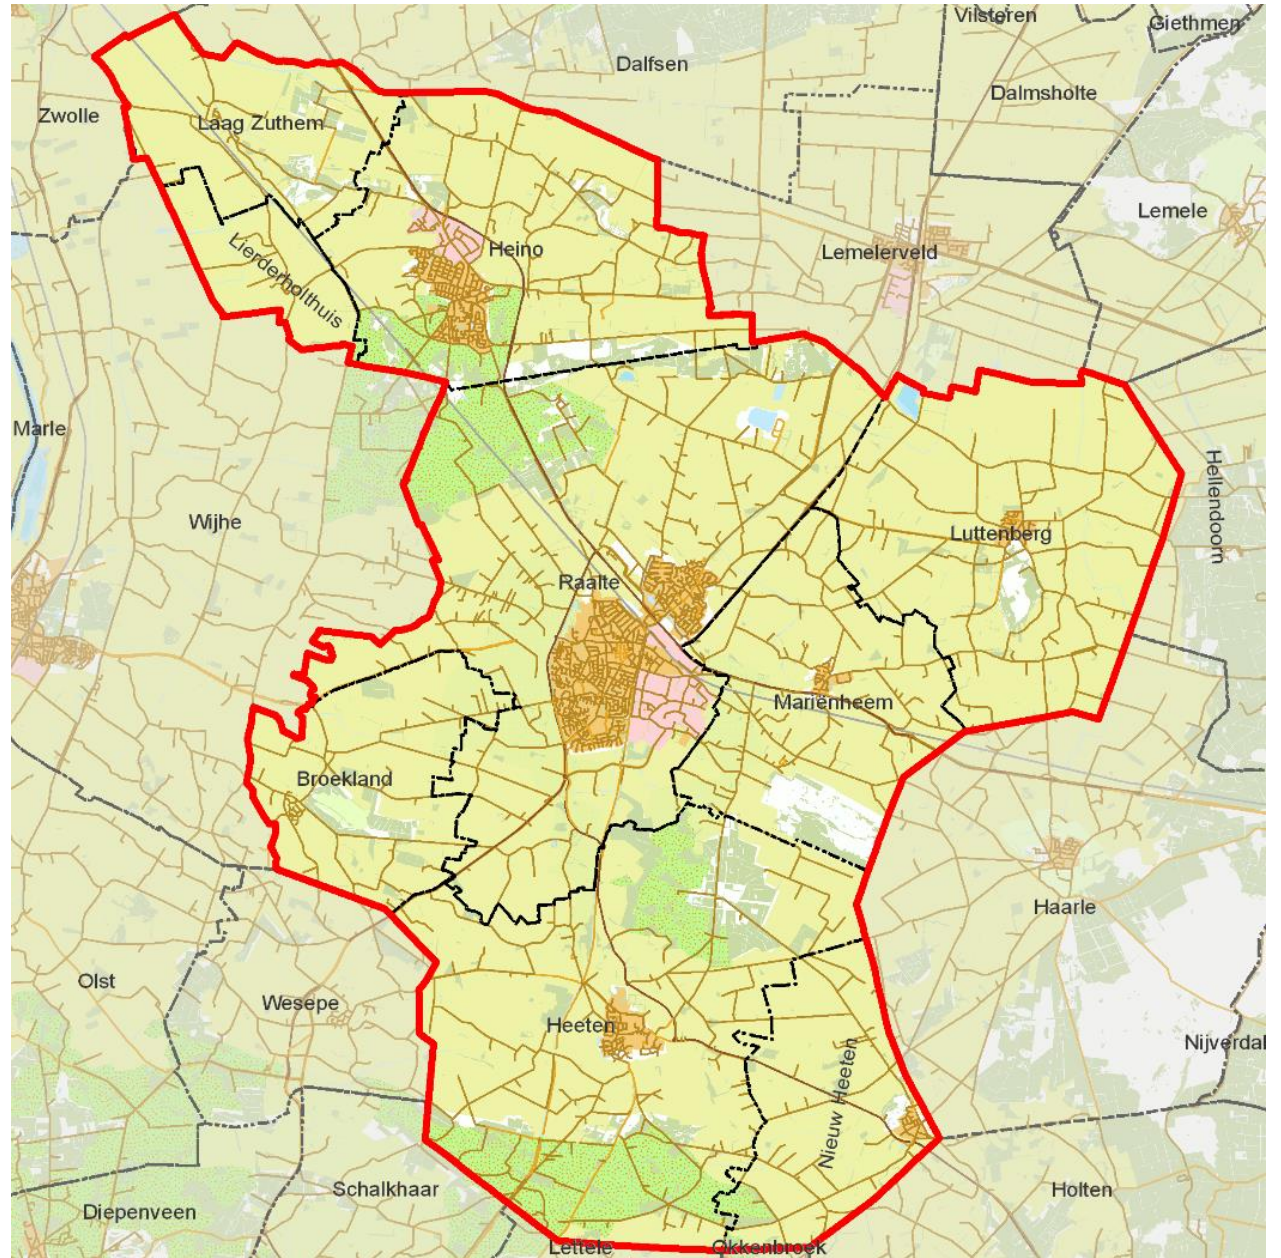 Vilsteren
Giethmen
Dalfsen
Dalmsholte
Zwolle
Laag Zuthem
Lemele
Heino
Lemelerveld
Lierderholthuis
Marle
Hellendoorn
Wijhe
Luttenberg
Raalte
Mariënheem
Broekland
Haarle
Olst
Wesepe
Heeten
Nijverdal
Nieuw Heeten
Schalkhaar
Holten
Diepenveen
Lettele
Okkenbroek